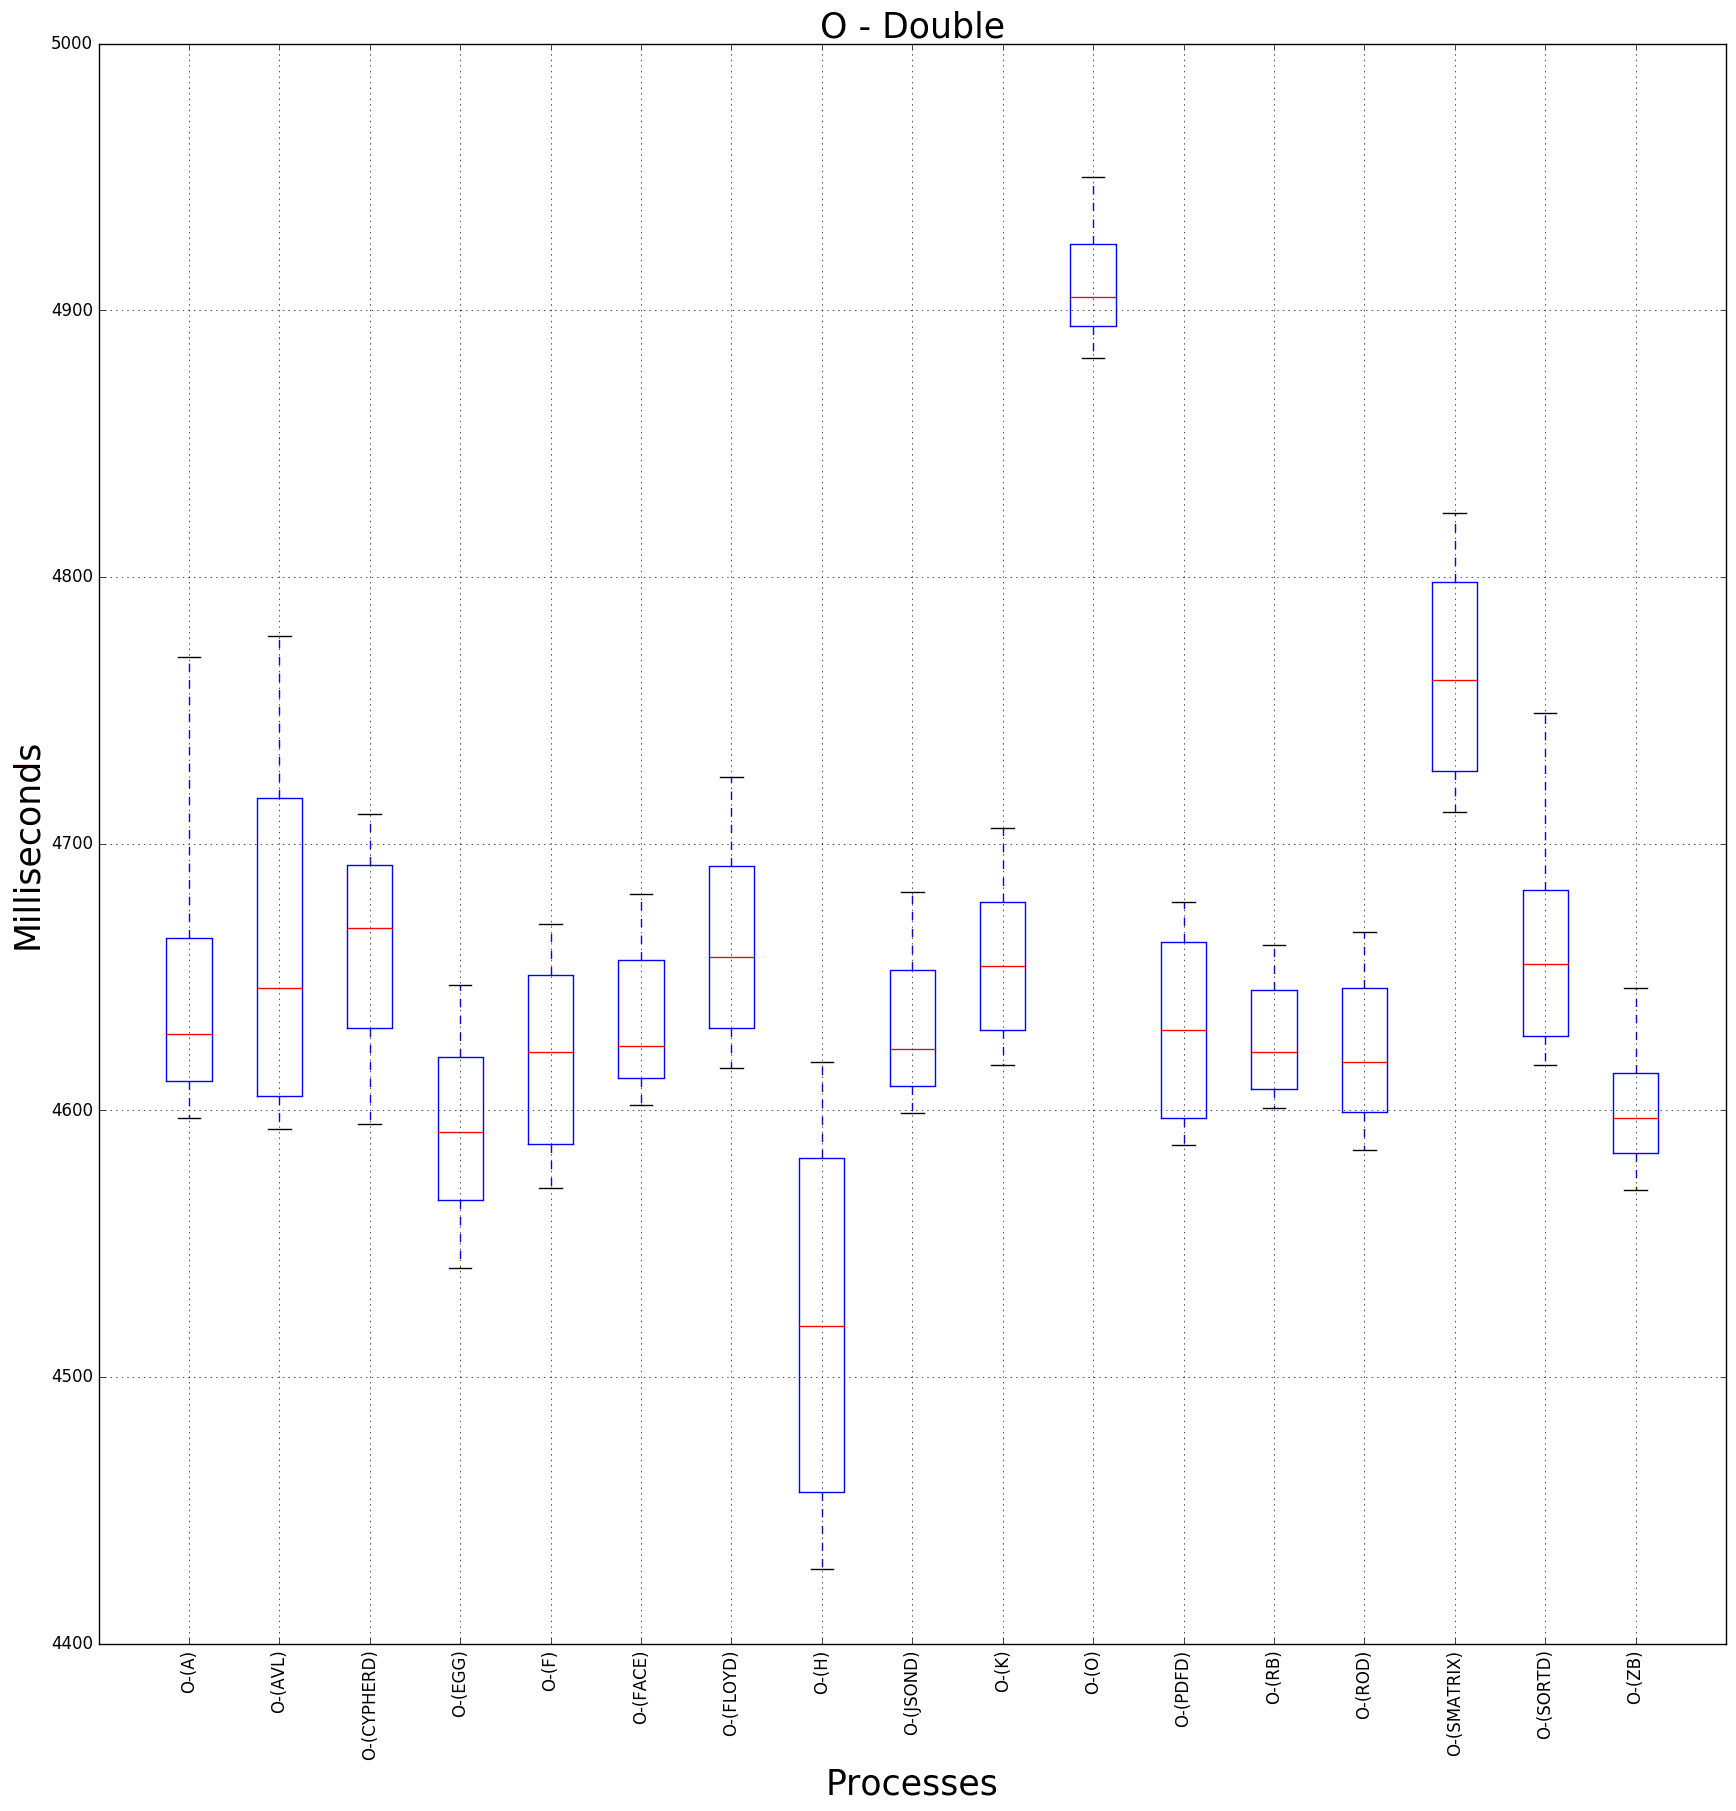 O - Double
5000
4900
4800
4700
4600
4500
4400
Milliseconds
O-(A)
O-(AVL)
O-(CYPHERD)
O-(EGG)
O-(F)
O-(FACE)
O-(FLOYD)
O-(H)
O-(JSOND)
O-(K)
O-(O)
O-(PDFD)
O-(RB)
O-(ROD)
O-(SMATRIX)
O-(SORTD)
O-(ZB)
Processes